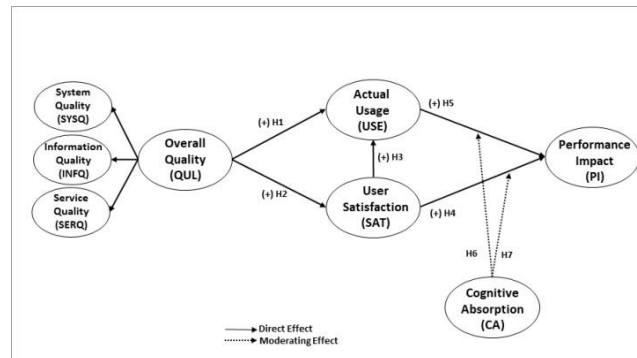 System
Quality
(SYSQ)
Information
Quality
(INFQ)
Service
Quality
(SERQ)
Overall
Quality
(QUL)
(+) H1
(+) H2
Actual
Usage
(USE)
(+) H3
User
Satisfaction
(SAT)
(+) H5
(+) H4
Performance
Impact
(PI)
H6
H7
Cognitive
Absorption
(CA)
Direct Effect
Moderating Effect